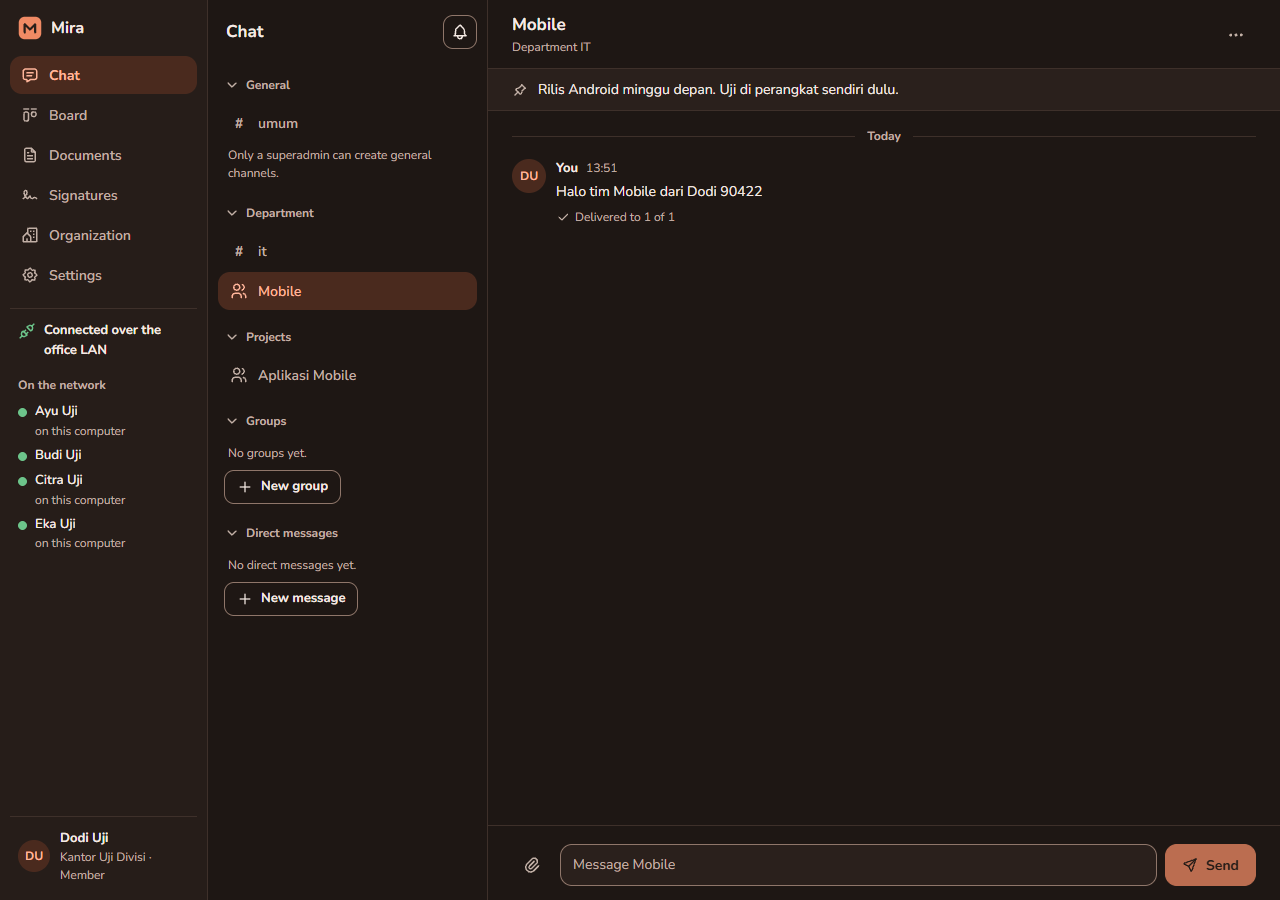 Mira
Chat
Board
Documents
Signatures
Organization
Settings
Connected over the
office LAN
On the network
Ayu Uji
on this computer
Budi Uji
Citra Uji
on this computer
Eka Uji
on this computer
DU
Dodi Uji
Kantor Uji Divisi ·
Member
Chat
General
# umum
Only a superadmin can create general
channels.
Department
# it
Mobile
Projects
Aplikasi Mobile
Groups
No groups yet.
+ New group
Direct messages
No direct messages yet.
+ New message
Mobile
Department IT
Rilis Android minggu depan. Uji di perangkat sendiri dulu.
Today
DU
You 13:51
Halo tim Mobile dari Dodi 90422
Delivered to 1 of 1
Message Mobile
Send